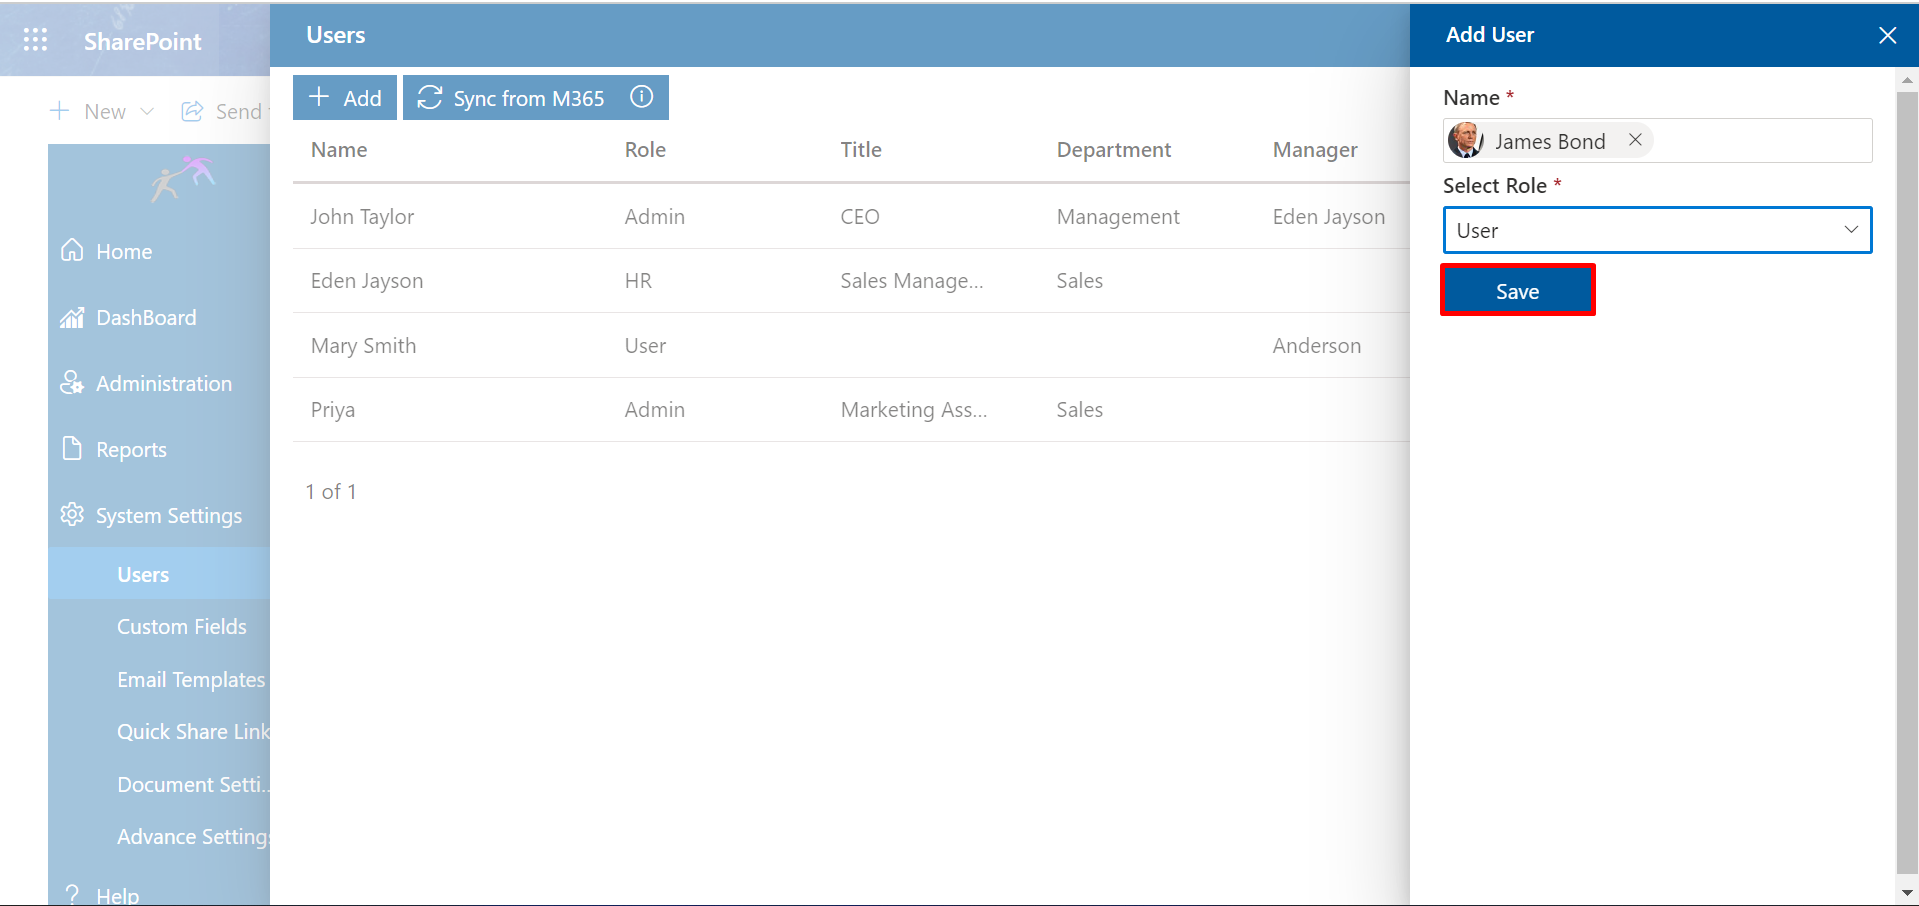 SharePoint
New
Send
Home
DashBoard
Administration
Reports
System Settings
Users
Custom Fields
Email Templates
Quick Share Link
Document Setti...
Advance Settings
Help
Users
Add
Sync from M365
Name Role Title Department Manager
John Taylor Admin CEO Management Eden Jayson
Eden Jayson HR Sales Manage... Sales
Mary Smith User Anderson
Priya Admin Marketing Ass... Sales
1 of 1
Add User
Name *
James Bond
Select Role *
User
Save